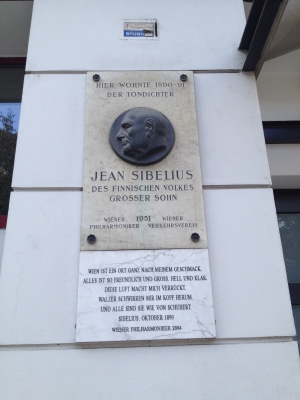 HIER WOHNTE 1890-91
DER TONDICHTER
JEAN SIBELIUS
DES FINNISCHEN VOLKES
GROSSER SOHN
WIENER 1951 WIENER
PHILHARMONIKER VERKEHRSVEREIN
WIEN IST EIN ORT GANZ NACH MEINEM GESCHMACK.
ALLES IST SO FREUNDLICH UND GROSS, HELL UND KLAR.
DIESE LUFT MACHT MICH VERRÜCKT.
WALZER SCHWIRREN MIR IM KOPF HERUM,
UND ALLE SIND SIE WIE VON SCHUBERT.
SIBELIUS, OKTOBER 1890
WIENER PHILHARMONIKER 2004